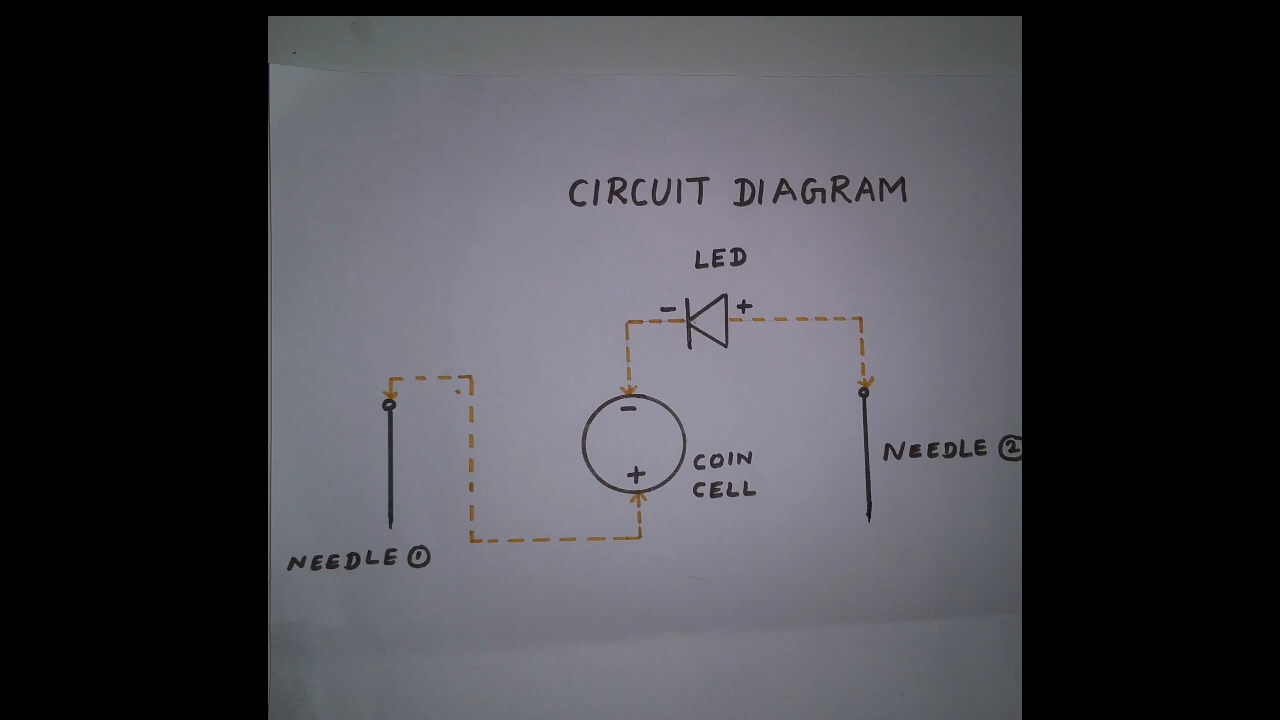 CIRCUIT DIAGRAM
LED
- +
-
+
COIN
CELL
NEEDLE ②
NEEDLE ①